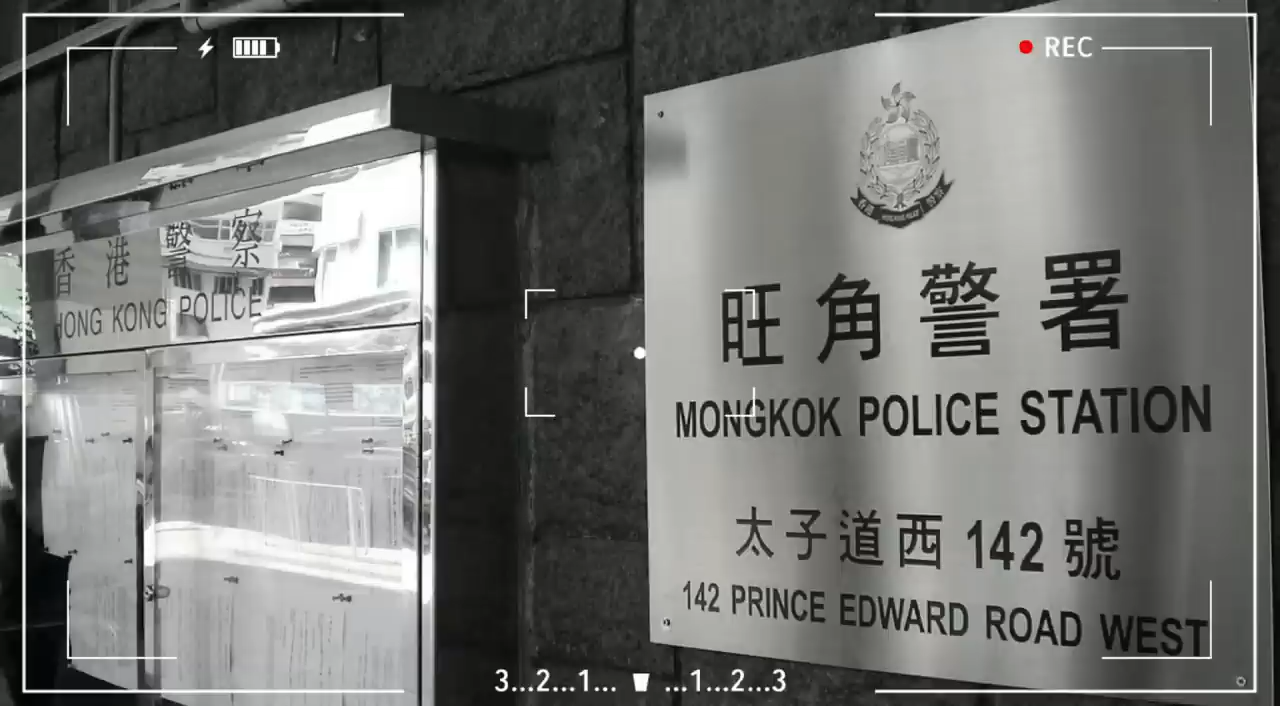 REC
香港警察
HONG KONG POLICE
旺角警署
MONGKOK POLICE STATION
太子道西 142 號
142 PRINCE EDWARD ROAD WEST
3...2...1... ...1...2...3